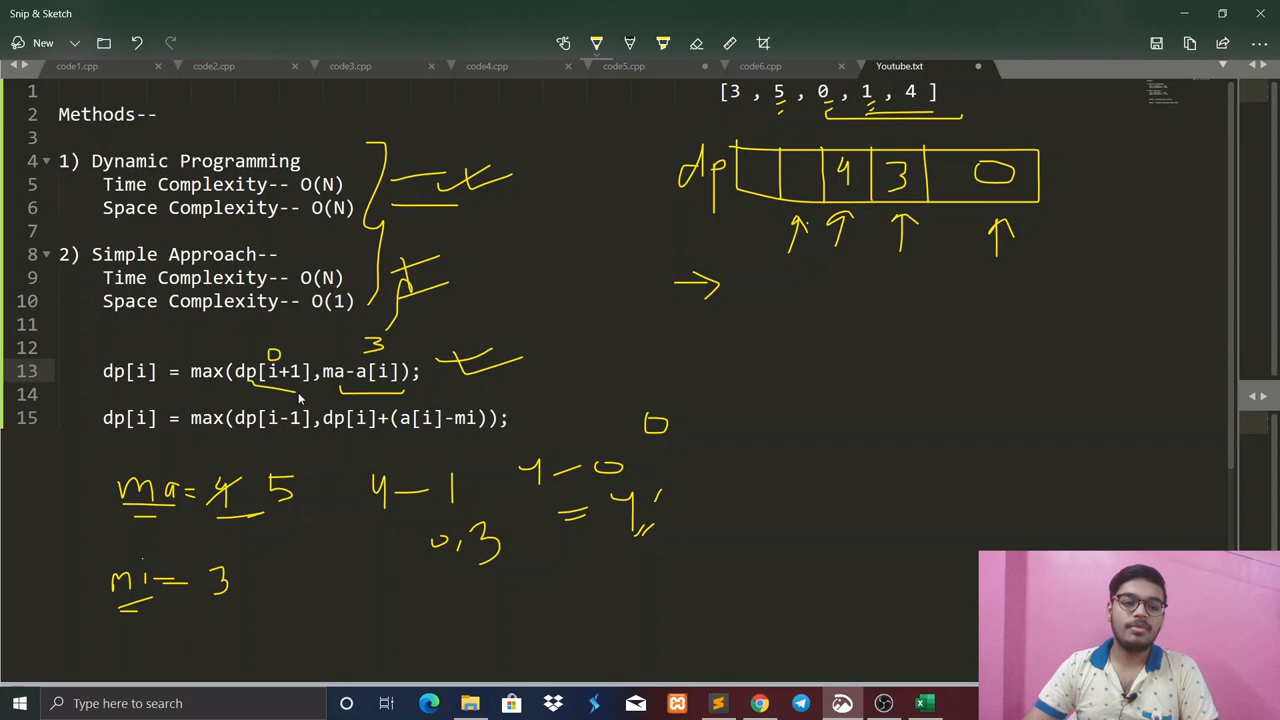 Snip & Sketch
New
code1.cpp
code2.cpp
code3.cpp
code4.cpp
code5.cpp
code6.cpp
Youtube.txt
1
[3 , 5 , 0 , 1 , 4 ]
2 Methods--
3
4 1) Dynamic Programming
5 Time Complexity-- O(N)
6 Space Complexity-- O(N)
7
8 2) Simple Approach--
9 Time Complexity-- O(N)
10 Space Complexity-- O(1)
11
12
13 dp[i] = max(dp[i+1],ma-a[i]);
14
15 dp[i] = max(dp[i-1],dp[i]+(a[i]-mi));
dp 4 3 0
0 3
0
ma = 4 5
4 - 1
4 - 0
= 4
0,3
mi = 3
Type here to search